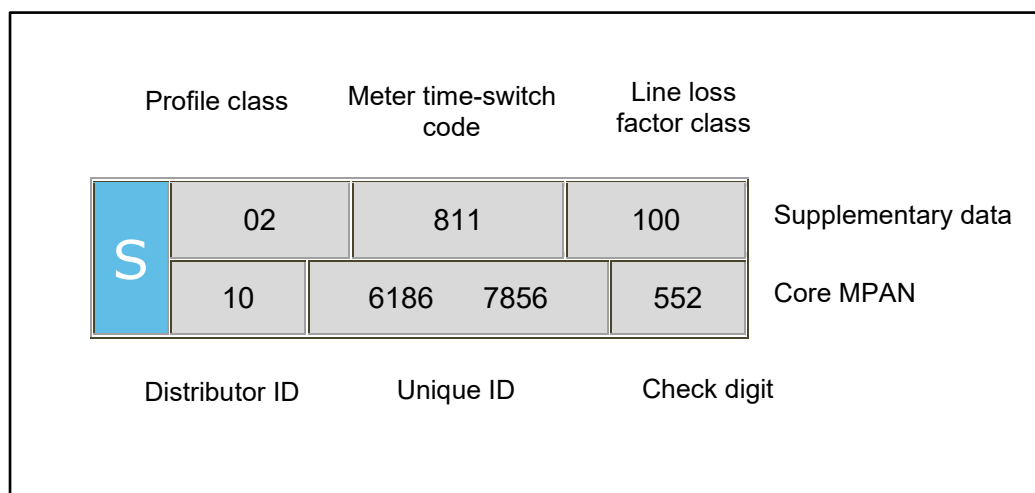 Profile class
Meter time-switch
code
Line loss
factor class
S
02
811
100
Supplementary data
10
6186 7856
552
Core MPAN
Distributor ID
Unique ID
Check digit